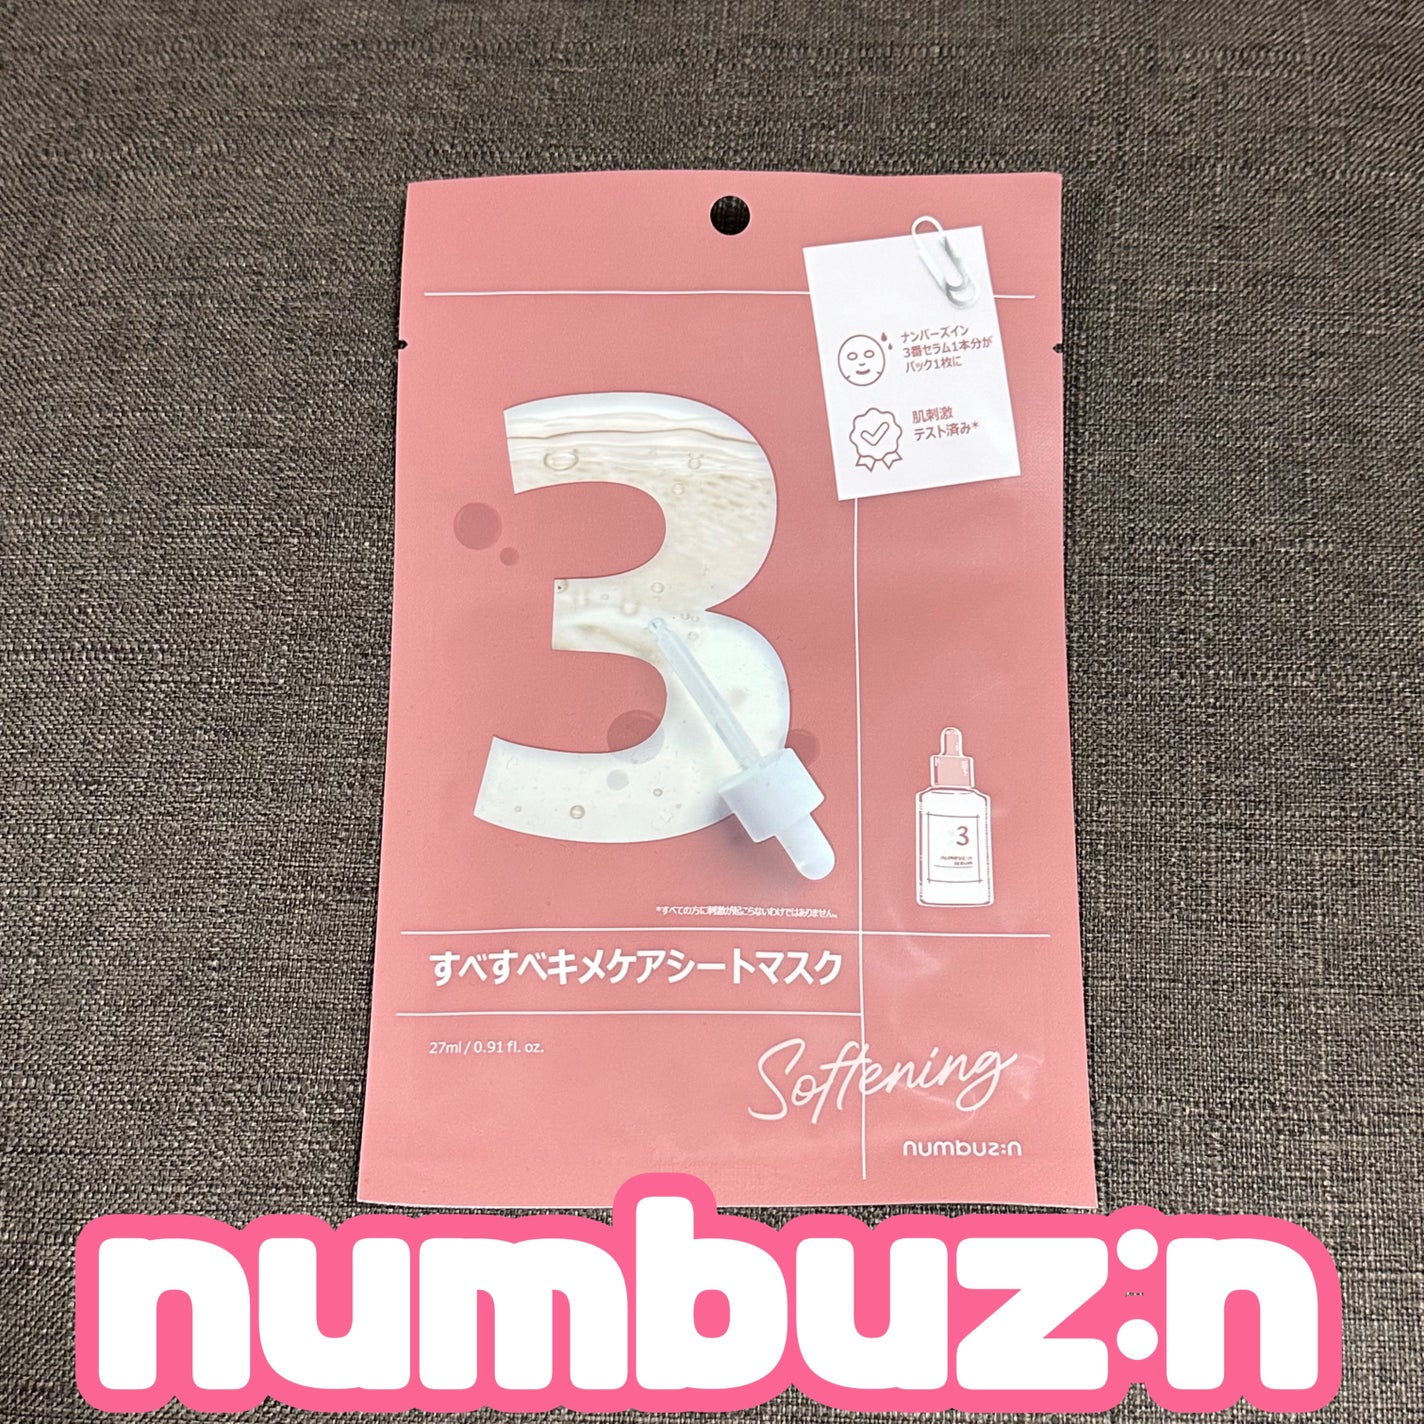 ナンバーズイン
3番セラム1本分が
パック1枚に
肌刺激
テスト済み*
3
3
numbuz:n
*すべての方に刺激が起こらないわけではありません。
すべすべキメケアシートマスク
27ml / 0.91 fl. oz.
Softening
numbuz:n
numbuz:n